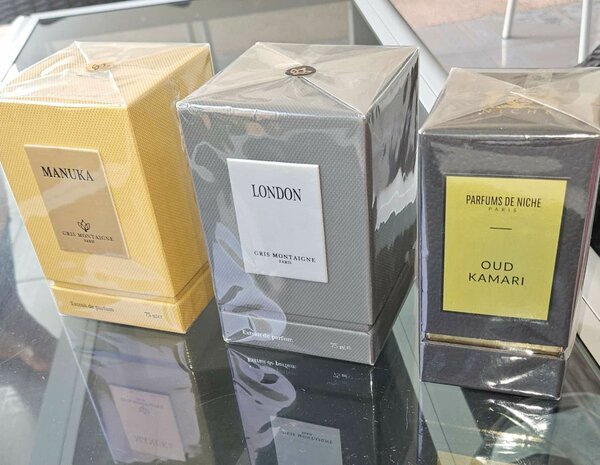 MANUKA
GRIS MONTAIGNE
PARIS
Extrait de parfum
75 ml e
LONDON
GRIS MONTAIGNE
PARIS
Extrait de parfum
75 ml e
PARFUMS DE NICHE
PARIS
OUD
KAMARI